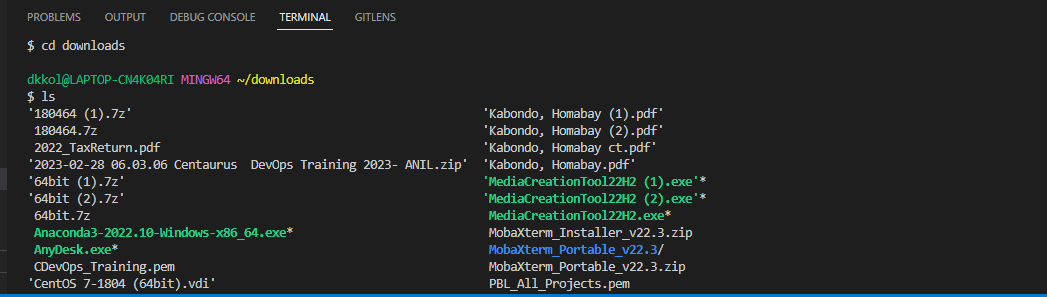 PROBLEMS OUTPUT DEBUG CONSOLE TERMINAL GITLENS
$ cd downloads
dkkol@LAPTOP-CN4K04RI MINGW64 ~/downloads
$ ls
'180464 (1).7z' 'Kabondo, Homabay (1).pdf'
180464.7z 'Kabondo, Homabay (2).pdf'
2022_TaxReturn.pdf 'Kabondo, Homabay ct.pdf'
'2023-02-28 06.03.06 Centaurus  DevOps Training 2023- ANIL.zip' 'Kabondo, Homabay.pdf'
'64bit (1).7z' 'MediaCreationTool22H2 (1).exe'*
'64bit (2).7z' 'MediaCreationTool22H2 (2).exe'*
64bit.7z MediaCreationTool22H2.exe*
Anaconda3-2022.10-Windows-x86_64.exe* MobaXterm_Installer_v22.3.zip
AnyDesk.exe* MobaXterm_Portable_v22.3/
CDevOps_Training.pem MobaXterm_Portable_v22.3.zip
'CentOS 7-1804 (64bit).vdi' PBL_All_Projects.pem